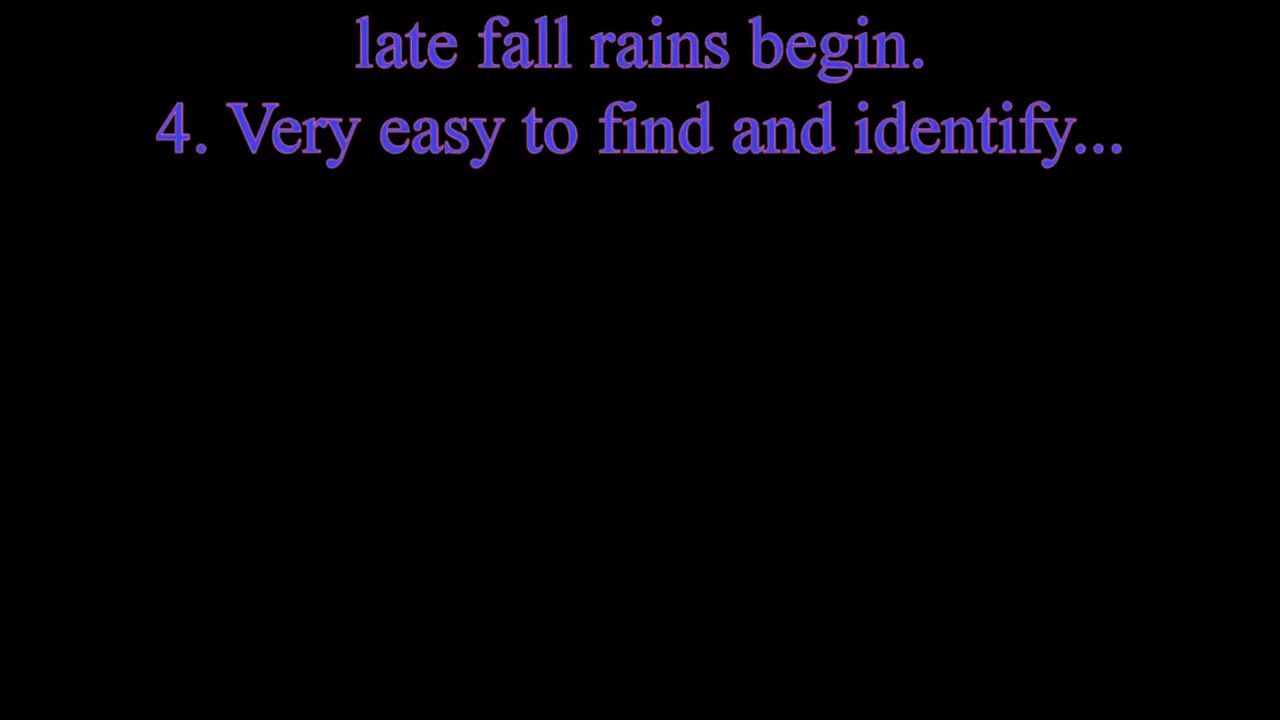 late fall rains begin.
4. Very easy to find and identify...